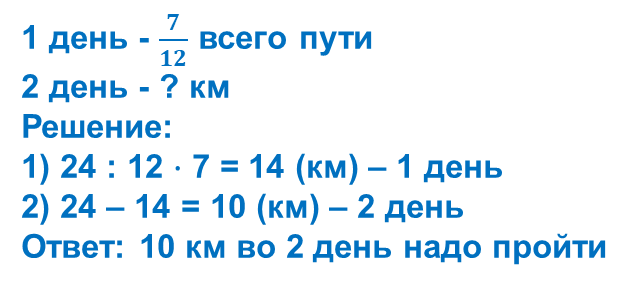 1 день - 7/12 всего пути
2 день - ? км
Решение:
1) 24 : 12 · 7 = 14 (км) – 1 день
2) 24 – 14 = 10 (км) – 2 день
Ответ: 10 км во 2 день надо пройти